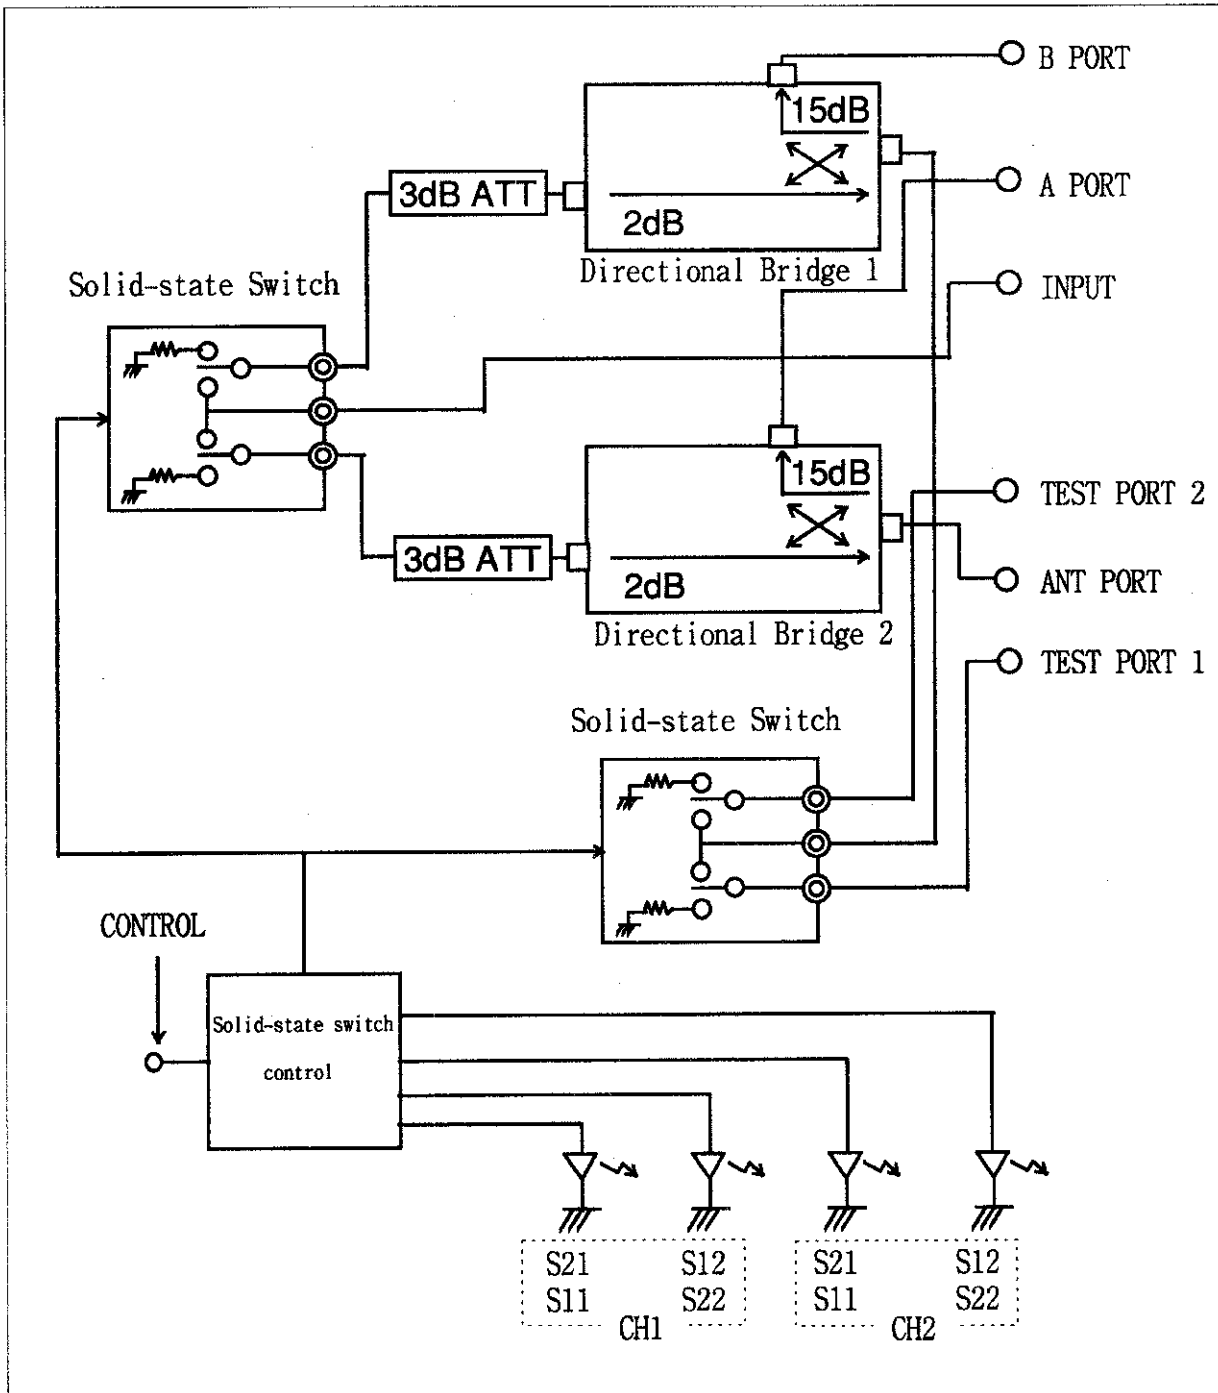 B PORT
15dB
3dB ATT
A PORT
2dB
Directional Bridge 1
Solid-state Switch
INPUT
15dB
TEST PORT 2
3dB ATT
2dB
ANT PORT
Directional Bridge 2
TEST PORT 1
Solid-state Switch
CONTROL
Solid-state switch
control
S21 S12 S21 S12
S11 S22 S11 S22
CH1 CH2